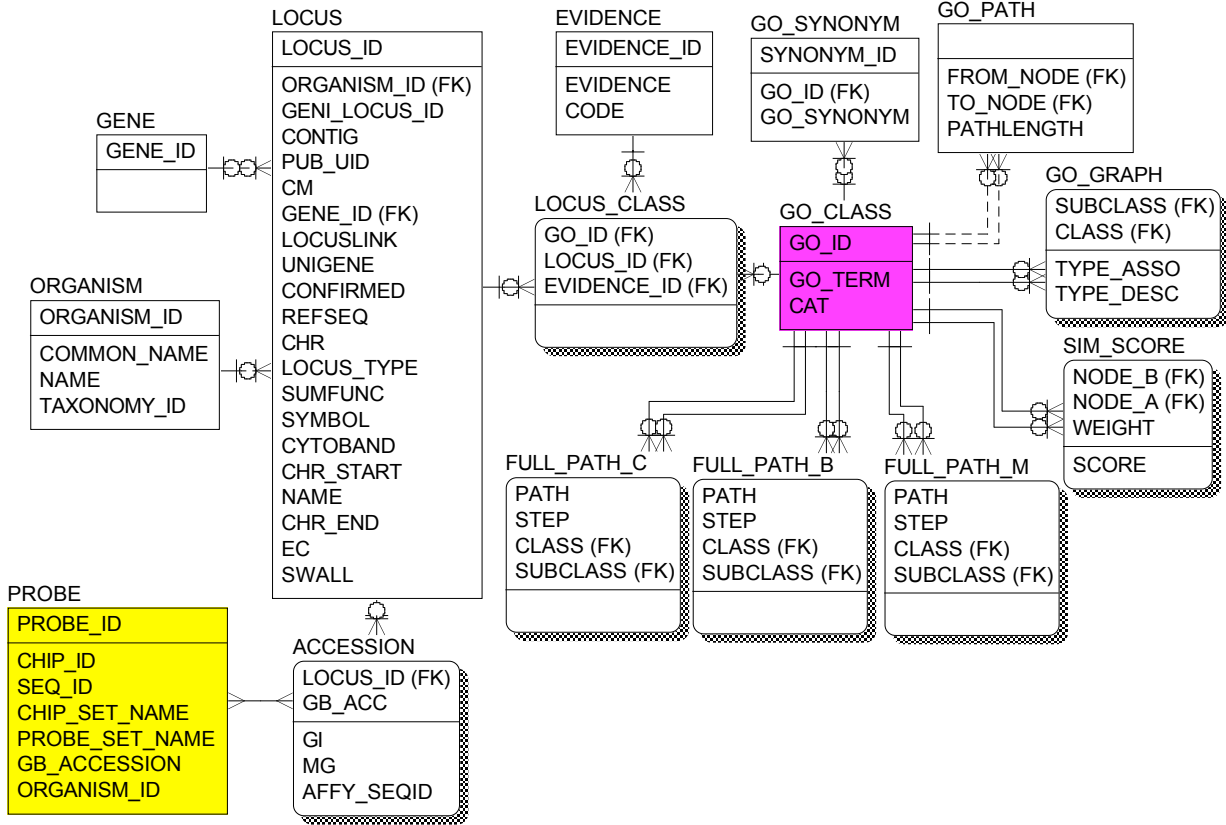 LOCUS
LOCUS_ID
ORGANISM_ID (FK)
GENI_LOCUS_ID
CONTIG
PUB_UID
CM
GENE_ID (FK)
LOCUSLINK
UNIGENE
CONFIRMED
REFSEQ
CHR
LOCUS_TYPE
SUMFUNC
SYMBOL
CYTOBAND
CHR_START
NAME
CHR_END
EC
SWALL
GENE
GENE_ID
ORGANISM
ORGANISM_ID
COMMON_NAME
NAME
TAXONOMY_ID
PROBE
PROBE_ID
CHIP_ID
SEQ_ID
CHIP_SET_NAME
PROBE_SET_NAME
GB_ACCESSION
ORGANISM_ID
ACCESSION
LOCUS_ID (FK)
GB_ACC
GI
MG
AFFY_SEQID
EVIDENCE
EVIDENCE_ID
EVIDENCE
CODE
LOCUS_CLASS
GO_ID (FK)
LOCUS_ID (FK)
EVIDENCE_ID (FK)
GO_SYNONYM
SYNONYM_ID
GO_ID (FK)
GO_SYNONYM
GO_CLASS
GO_ID
GO_TERM
CAT
GO_PATH
FROM_NODE (FK)
TO_NODE (FK)
PATHLENGTH
GO_GRAPH
SUBCLASS (FK)
CLASS (FK)
TYPE_ASSO
TYPE_DESC
SIM_SCORE
NODE_B (FK)
NODE_A (FK)
WEIGHT
SCORE
FULL_PATH_C
PATH
STEP
CLASS (FK)
SUBCLASS (FK)
FULL_PATH_B
PATH
STEP
CLASS (FK)
SUBCLASS (FK)
FULL_PATH_M
PATH
STEP
CLASS (FK)
SUBCLASS (FK)